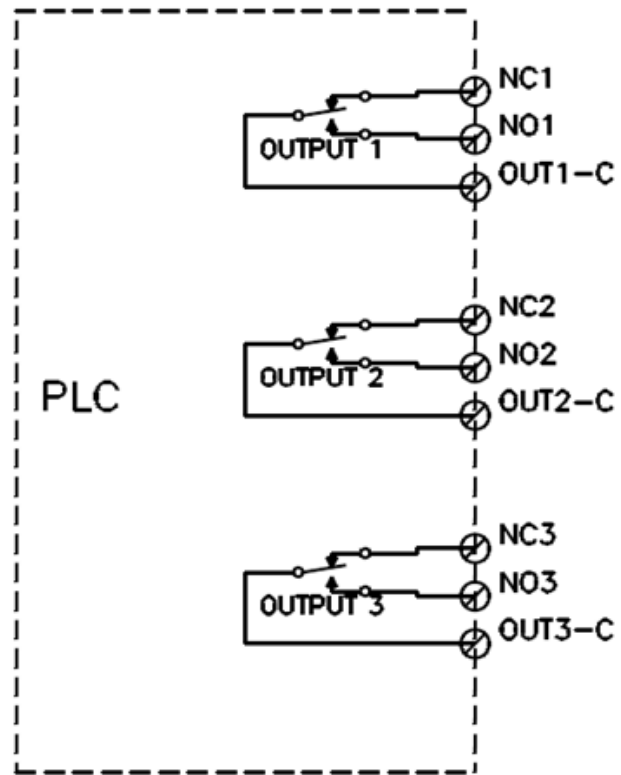 NC1
NO1
OUTPUT 1
OUT1-C
NC2
NO2
OUTPUT 2
PLC
OUT2-C
NC3
NO3
OUTPUT 3
OUT3-C